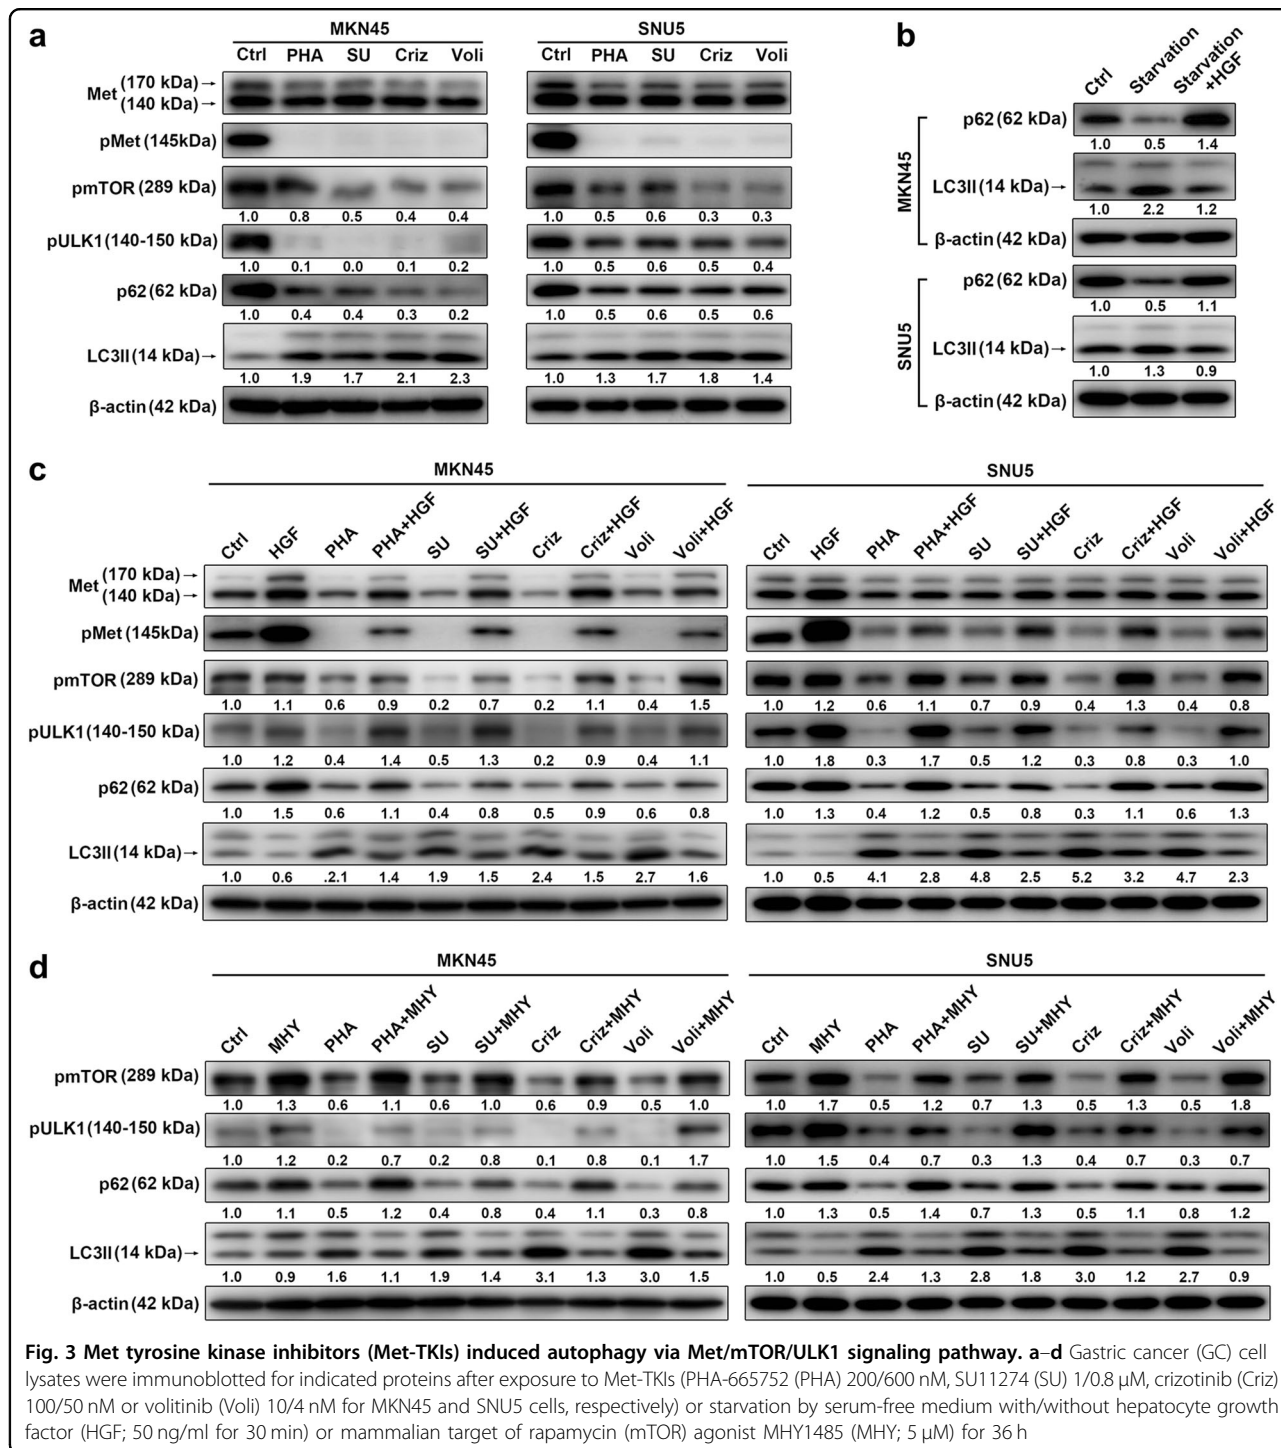 a
MKN45
SNU5
Ctrl PHA SU Criz Voli
Ctrl PHA SU Criz Voli
Met (170 kDa)→
(140 kDa)→
pMet (145kDa)
pmTOR (289 kDa)
1.0 0.8 0.5 0.4 0.4
1.0 0.5 0.6 0.3 0.3
pULK1 (140-150 kDa)
1.0 0.1 0.0 0.1 0.2
1.0 0.5 0.6 0.5 0.4
p62 (62 kDa)
1.0 0.4 0.4 0.3 0.2
1.0 0.5 0.6 0.5 0.6
LC3II (14 kDa)→
1.0 1.9 1.7 2.1 2.3
1.0 1.3 1.7 1.8 1.4
β-actin (42 kDa)
b
Ctrl Starvation Starvation +HGF
MKN45
p62 (62 kDa)
1.0 0.5 1.4
LC3II (14 kDa)→
1.0 2.2 1.2
β-actin (42 kDa)
SNU5
p62 (62 kDa)
1.0 0.5 1.1
LC3II (14 kDa)→
1.0 1.3 0.9
β-actin (42 kDa)
c
MKN45
SNU5
Ctrl HGF PHA PHA+HGF SU SU+HGF Criz Criz+HGF Voli Voli+HGF
Ctrl HGF PHA PHA+HGF SU SU+HGF Criz Criz+HGF Voli Voli+HGF
Met (170 kDa)→
(140 kDa)→
pMet (145kDa)
pmTOR (289 kDa)
1.0 1.1 0.6 0.9 0.2 0.7 0.2 1.1 0.4 1.5
1.0 1.2 0.6 1.1 0.7 0.9 0.4 1.3 0.4 0.8
pULK1 (140-150 kDa)
1.0 1.2 0.4 1.4 0.5 1.3 0.2 0.9 0.4 1.1
1.0 1.8 0.3 1.7 0.5 1.2 0.3 0.8 0.3 1.0
p62 (62 kDa)
1.0 1.5 0.6 1.1 0.4 0.8 0.5 0.9 0.6 0.8
1.0 1.3 0.4 1.2 0.5 0.8 0.3 1.1 0.6 1.3
LC3II (14 kDa)→
1.0 0.6 .2.1 1.4 1.9 1.5 2.4 1.5 2.7 1.6
1.0 0.5 4.1 2.8 4.8 2.5 5.2 3.2 4.7 2.3
β-actin (42 kDa)
d
MKN45
SNU5
Ctrl MHY PHA PHA+MHY SU SU+MHY Criz Criz+MHY Voli Voli+MHY
Ctrl MHY PHA PHA+MHY SU SU+MHY Criz Criz+MHY Voli Voli+MHY
pmTOR (289 kDa)
1.0 1.3 0.6 1.1 0.6 1.0 0.6 0.9 0.5 1.0
1.0 1.7 0.5 1.2 0.7 1.3 0.5 1.3 0.5 1.8
pULK1 (140-150 kDa)
1.0 1.2 0.2 0.7 0.2 0.8 0.1 0.8 0.1 1.7
1.0 1.5 0.4 0.7 0.3 1.3 0.4 0.7 0.3 0.7
p62 (62 kDa)
1.0 1.1 0.5 1.2 0.4 0.8 0.4 1.1 0.3 0.8
1.0 1.3 0.5 1.4 0.7 1.3 0.5 1.1 0.8 1.2
LC3II (14 kDa)→
1.0 0.9 1.6 1.1 1.9 1.4 3.1 1.3 3.0 1.5
1.0 0.5 2.4 1.3 2.8 1.8 3.0 1.2 2.7 0.9
β-actin (42 kDa)
Fig. 3 Met tyrosine kinase inhibitors (Met-TKIs) induced autophagy via Met/mTOR/ULK1 signaling pathway. a–d Gastric cancer (GC) cell
lysates were immunoblotted for indicated proteins after exposure to Met-TKIs (PHA-665752 (PHA) 200/600 nM, SU11274 (SU) 1/0.8 μM, crizotinib (Criz)
100/50 nM or volitinib (Voli) 10/4 nM for MKN45 and SNU5 cells, respectively) or starvation by serum-free medium with/without hepatocyte growth
factor (HGF; 50 ng/ml for 30 min) or mammalian target of rapamycin (mTOR) agonist MHY1485 (MHY; 5 μM) for 36 h